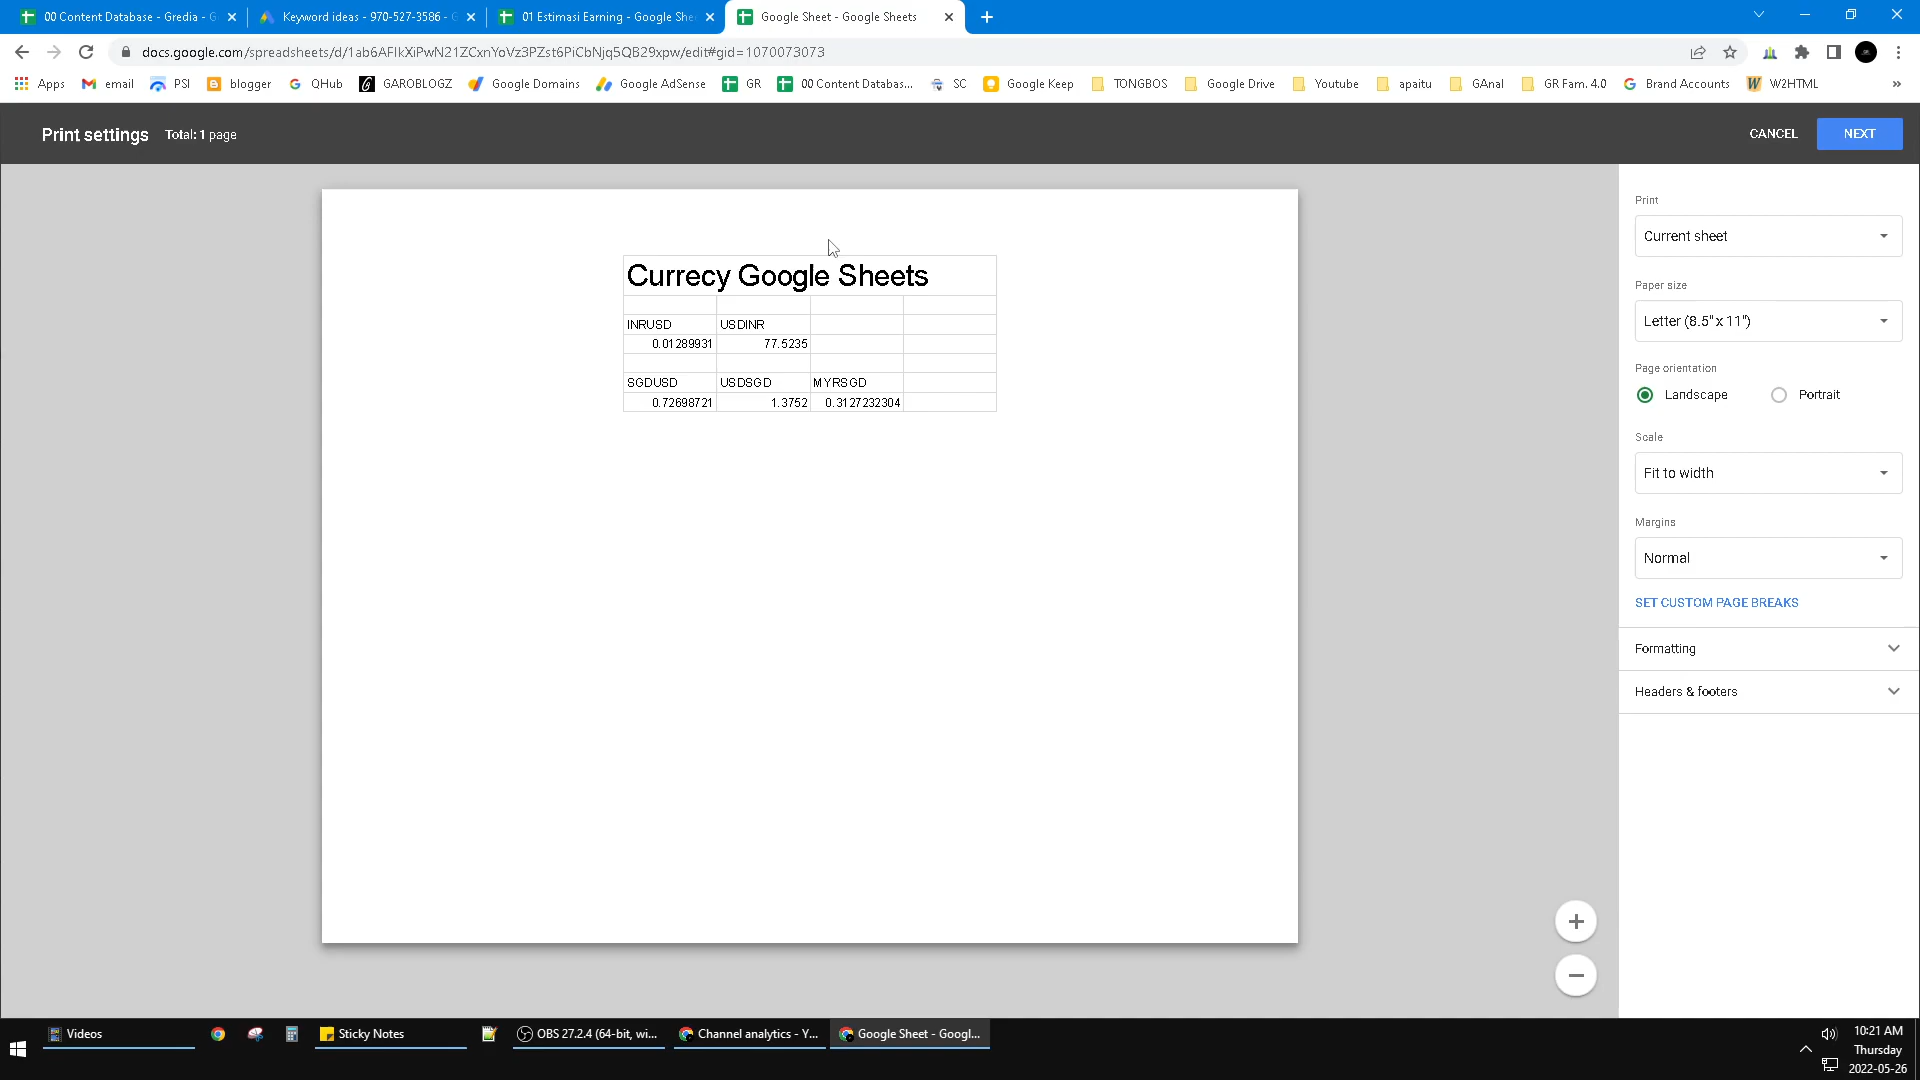 00 Content Database - Gredia - G
Keyword ideas - 970-527-3586 - G
01 Estimasi Earning - Google She
Google Sheet - Google Sheets
docs.google.com/spreadsheets/d/1ab6AFIkXiPwN21ZCxnYoVz3PZst6PiCbNjq5QB29xpw/edit#gid=1070073073
Apps
email
PSI
blogger
QHub
GAROBLOGZ
Google Domains
Google AdSense
GR
00 Content Databas...
SC
Google Keep
TONGBOS
Google Drive
Youtube
apaitu
GAnal
GR Fam. 4.0
Brand Accounts
W2HTML
»
Print settings Total: 1 page
CANCEL
NEXT
Currecy Google Sheets
INRUSD USDINR
0.01289931 77.5235
SGDUSD USDSGD MYRSGD
0.72698721 1.3752 0.3127232304
Print
Current sheet
Paper size
Letter (8.5" x 11")
Page orientation
Landscape
Portrait
Scale
Fit to width
Margins
Normal
SET CUSTOM PAGE BREAKS
Formatting
Headers & footers
Videos
Sticky Notes
OBS 27.2.4 (64-bit, wi...
Channel analytics - Y...
Google Sheet - Googl...
10:21 AM
Thursday
2022-05-26